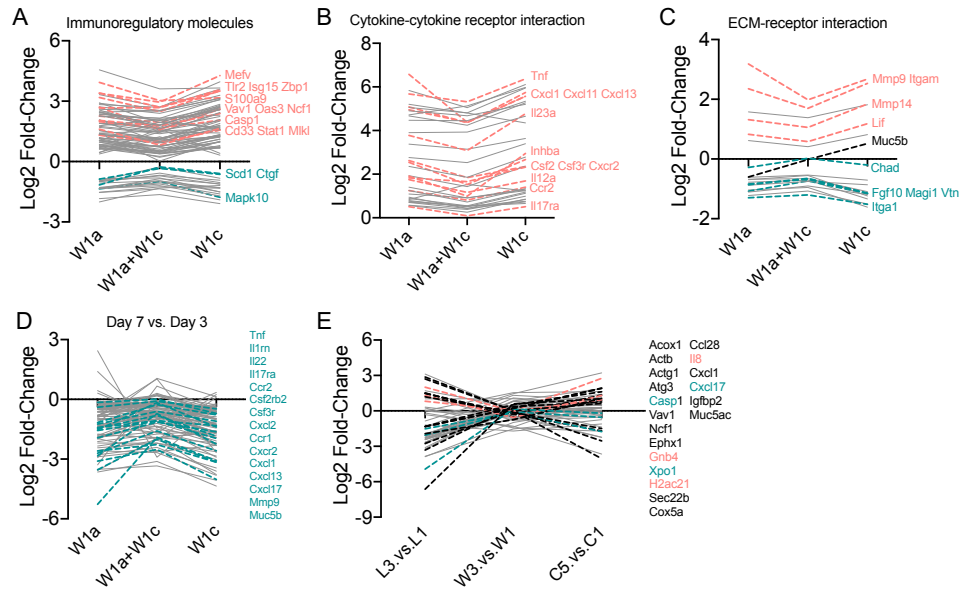 A
Immunoregulatory molecules
Log2 Fold-Change
6
3
0
-3
Mefv
Tlr2 Isg15 Zbp1
S100a9
Vav1 Oas3 Ncf1
Casp1
Cd33 Stat1 Mlkl
Scd1 Ctgf
Mapk10
W1a
W1a+W1c
W1c
B
Cytokine-cytokine receptor interaction
Log2 Fold-Change
8
6
4
2
0
Tnf
Cxcl1 Cxcl11 Cxcl13
Il23a
Inhba
Csf2 Csf3r Cxcr2
Il12a
Ccr2
Il17ra
W1a
W1a+W1c
W1c
C
ECM-receptor interaction
Log2 Fold-Change
4
2
0
-2
Mmp9 Itgam
Mmp14
Lif
Muc5b
Chad
Fgf10 Magi1 Vtn
Itga1
W1a
W1a+W1c
W1c
D
Day 7 vs. Day 3
Log2 Fold-Change
3
0
-3
-6
Tnf
Il1rn
Il22
Il17ra
Ccr2
Csf2rb2
Csf3r
Cxcl2
Ccr1
Cxcr2
Cxcl1
Cxcl13
Cxcl17
Mmp9
Muc5b
W1a
W1a+W1c
W1c
E
Log2 Fold-Change
6
3
0
-3
-6
-9
Acox1 Ccl28
Actb Il8
Actg1 Cxcl1
Atg3 Cxcl17
Casp1 Igfbp2
Vav1 Muc5ac
Ncf1
Ephx1
Gnb4
Xpo1
H2ac21
Sec22b
Cox5a
L3.vs.L1
W3.vs.W1
C5.vs.C1